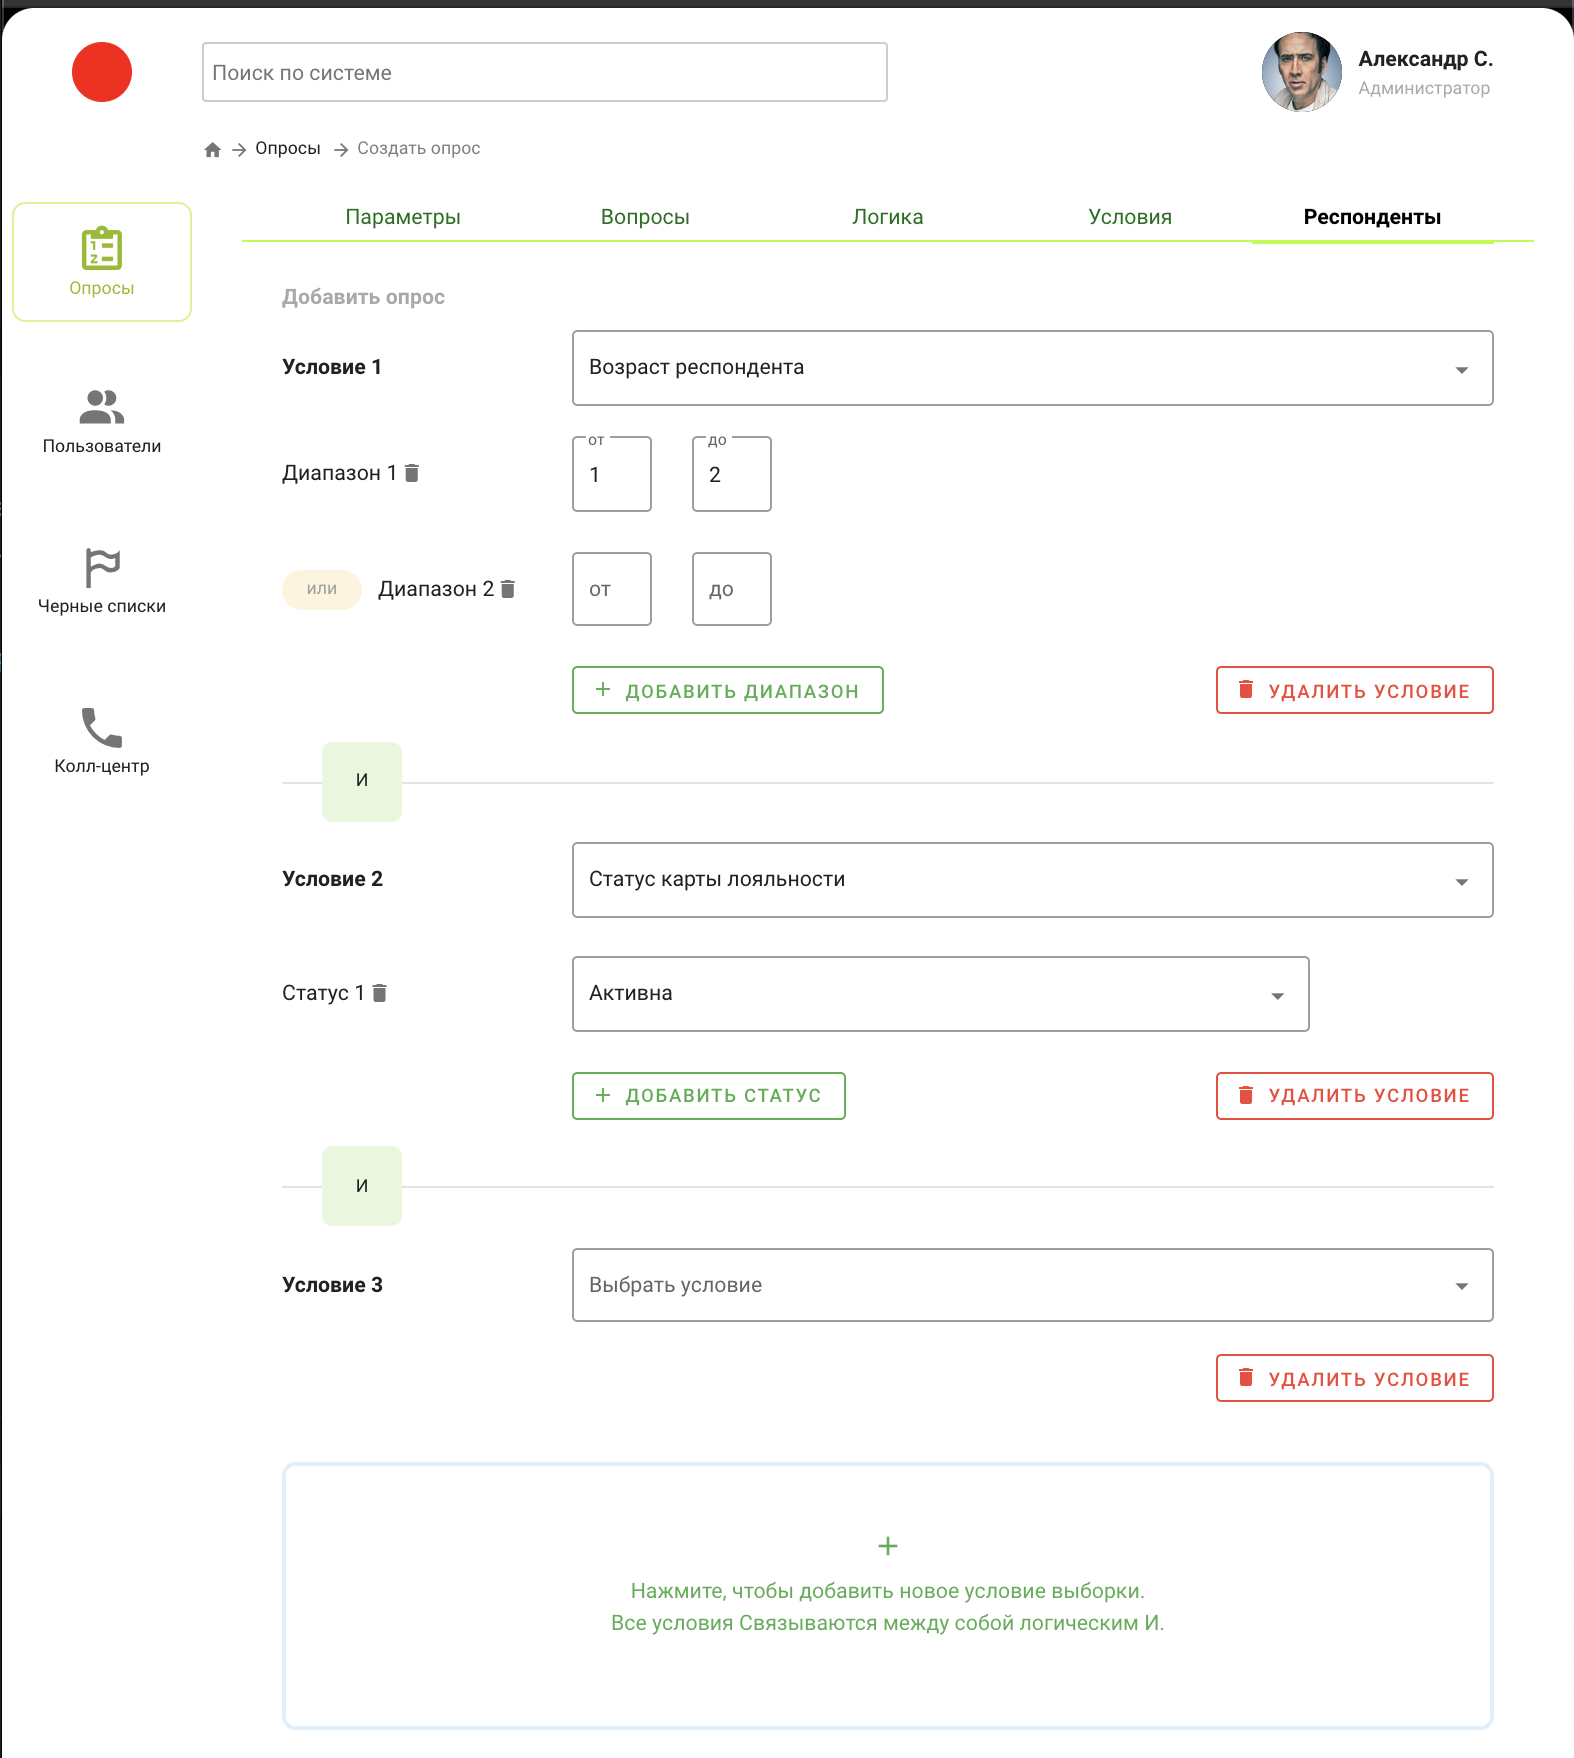 Поиск по системе
Александр С.
Администратор
Опросы
Создать опрос
Опросы
Пользователи
Черные списки
Колл-центр
Параметры
Вопросы
Логика
Условия
Респонденты
Добавить опрос
Условие 1
Возраст респондента
Диапазон 1
от
1
до
2
или
Диапазон 2
от
до
ДОБАВИТЬ ДИАПАЗОН
УДАЛИТЬ УСЛОВИЕ
И
Условие 2
Статус карты лояльности
Статус 1
Активна
ДОБАВИТЬ СТАТУС
УДАЛИТЬ УСЛОВИЕ
И
Условие 3
Выбрать условие
УДАЛИТЬ УСЛОВИЕ
Нажмите, чтобы добавить новое условие выборки.
Все условия Связываются между собой логическим И.